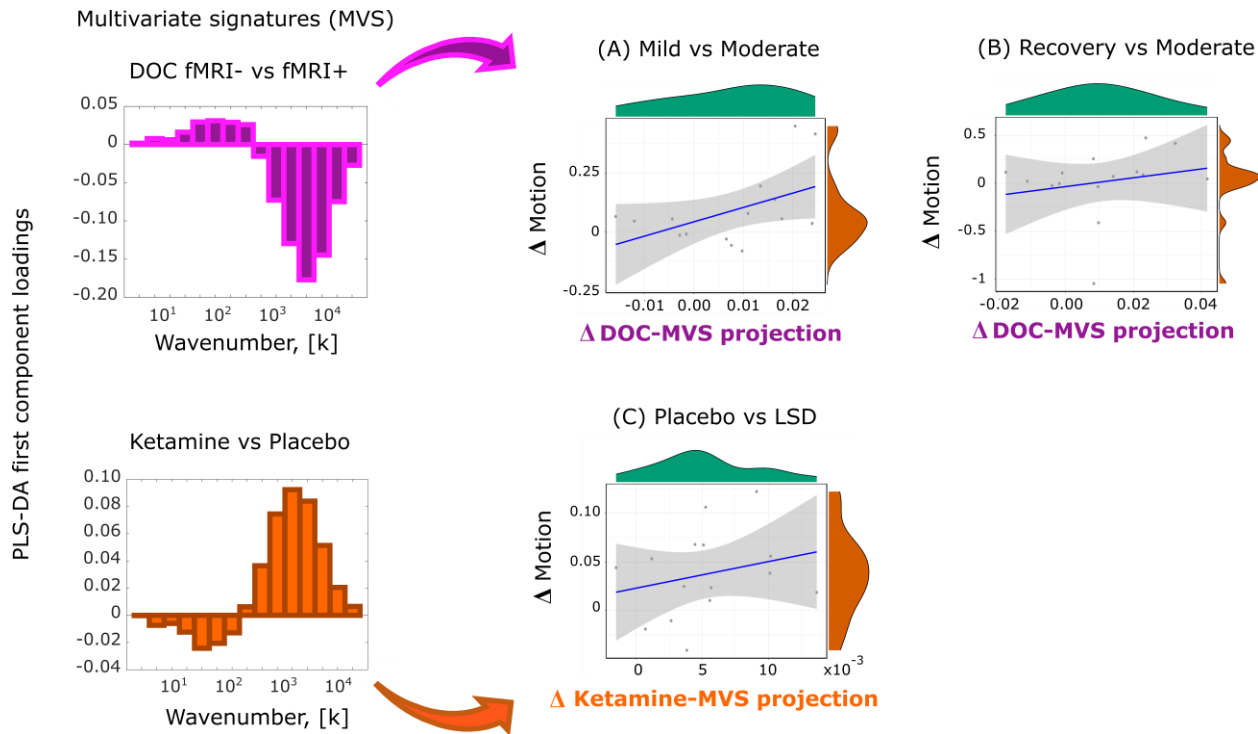 Multivariate signatures (MVS)
DOC fMRI- vs fMRI+
0.05
0
-0.05
-0.10
-0.15
-0.20
10¹ 10² 10³ 10⁴
Wavenumber, [k]
(A) Mild vs Moderate
Δ Motion
0.25
0
-0.25
-0.01 0.00 0.01 0.02
Δ DOC-MVS projection
(B) Recovery vs Moderate
Δ Motion
0.5
0
-0.5
-1
-0.02 0.00 0.02 0.04
Δ DOC-MVS projection
PLS-DA first component loadings
Ketamine vs Placebo
0.10
0.08
0.06
0.04
0.02
0
-0.02
-0.04
10¹ 10² 10³ 10⁴
Wavenumber, [k]
(C) Placebo vs LSD
Δ Motion
0.10
0.05
0
0 5 10 x10⁻³
Δ Ketamine-MVS projection